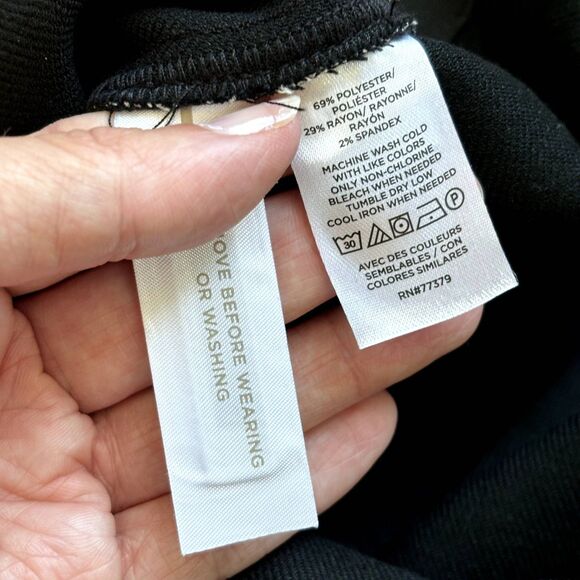 69% POLYESTER/
POLIÉSTER
29% RAYON/RAYONNE/
RAYÓN
2% SPANDEX
MACHINE WASH COLD
WITH LIKE COLORS
ONLY NON-CHLORINE
BLEACH WHEN NEEDED
TUMBLE DRY LOW
COOL IRON WHEN NEEDED
30 P
AVEC DES COULEURS
SEMBLABLES / CON
COLORES SIMILARES
RN#77379
OVE BEFORE WEARING
OR WASHING